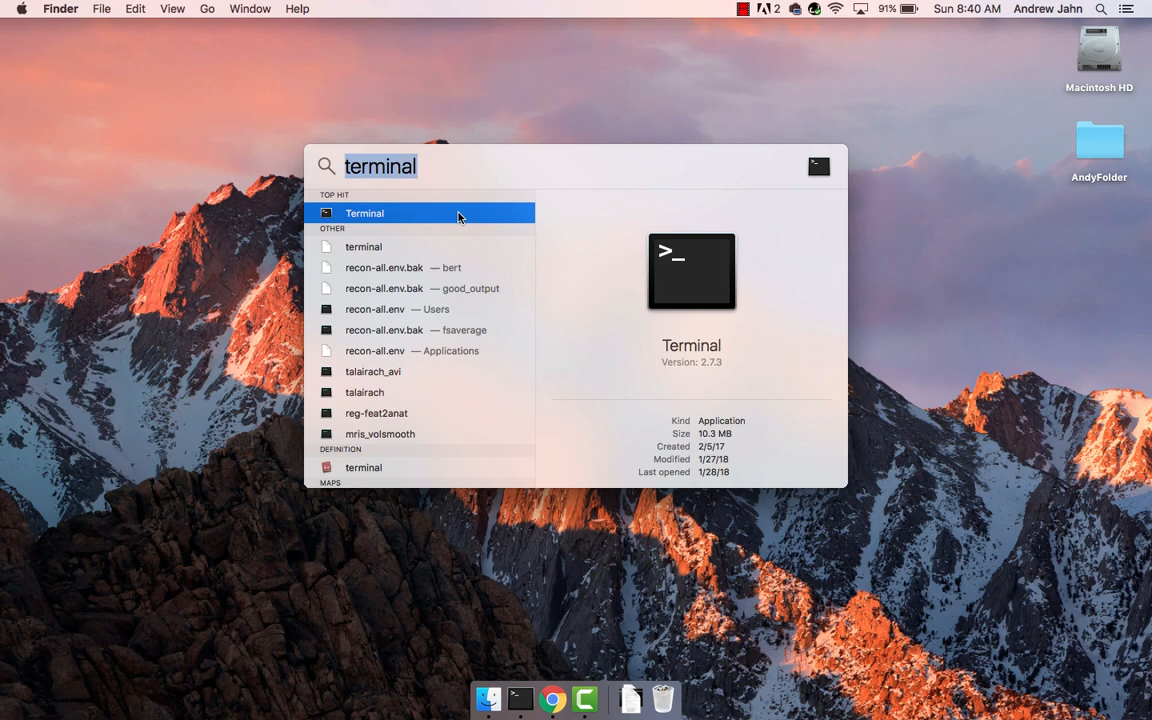 Finder File Edit View Go Window Help 2 91% Sun 8:40 AM Andrew Jahn
Macintosh HD
AndyFolder
terminal
TOP HIT
Terminal
OTHER
terminal
recon-all.env.bak — bert
recon-all.env.bak — good_output
recon-all.env — Users
recon-all.env.bak — fsaverage
recon-all.env — Applications
talairach_avi
talairach
reg-feat2anat
mris_volsmooth
DEFINITION
terminal
MAPS
>_
Terminal
Version: 2.7.3
Kind Application
Size 10.3 MB
Created 2/5/17
Modified 1/27/18
Last opened 1/28/18